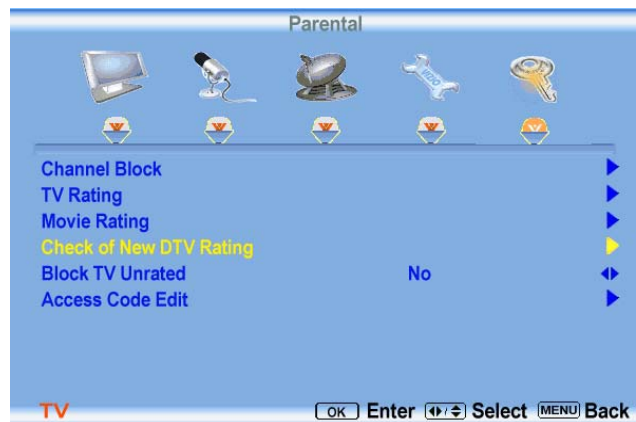 Parental
VIZIO
Channel Block
TV Rating
Movie Rating
Check of New DTV Rating
Block TV Unrated No
Access Code Edit
TV OK Enter Select MENU Back